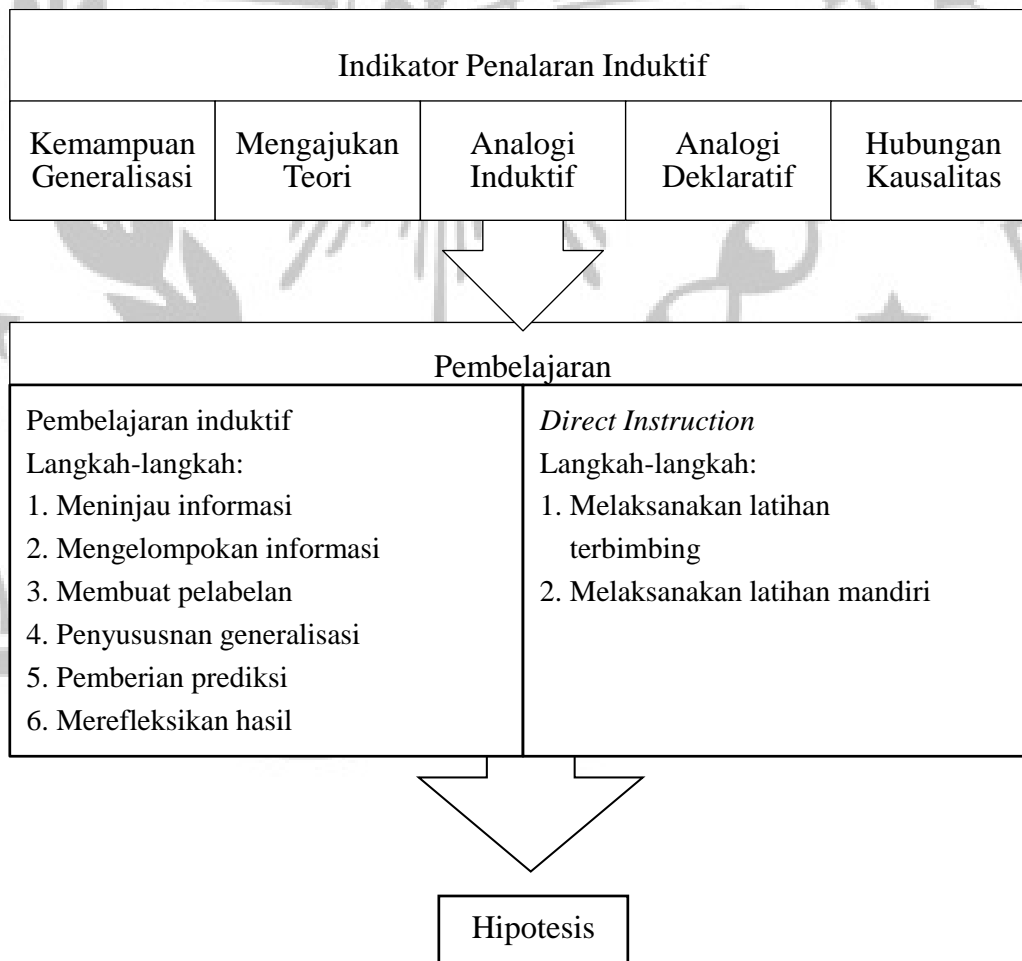 Indikator Penalaran Induktif
Kemampuan
Generalisasi
Mengajukan
Teori
Analogi
Induktif
Analogi
Deklaratif
Hubungan
Kausalitas
Pembelajaran
Pembelajaran induktif
Langkah-langkah:
1. Meninjau informasi
2. Mengelompokan informasi
3. Membuat pelabelan
4. Penyususnan generalisasi
5. Pemberian prediksi
6. Merefleksikan hasil
Direct Instruction
Langkah-langkah:
1. Melaksanakan latihan
terbimbing
2. Melaksanakan latihan mandiri
Hipotesis